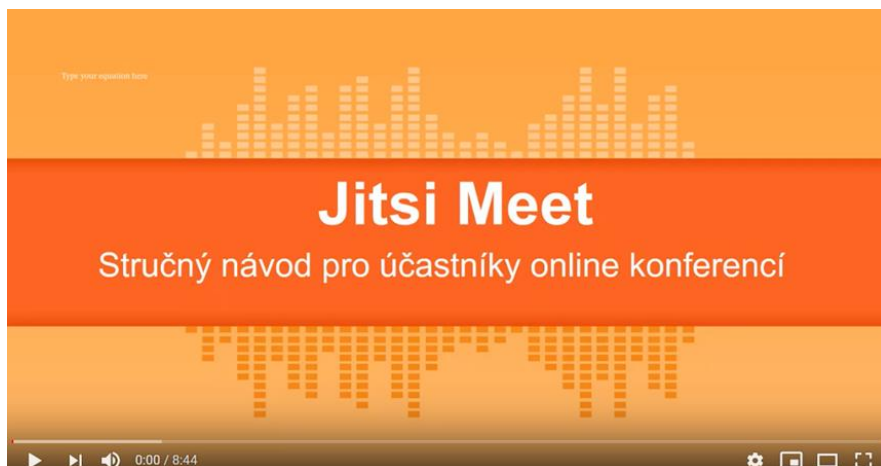 Type your equation here
Jitsi Meet
Stručný návod pro účastníky online konferencí
0:00 / 8:44